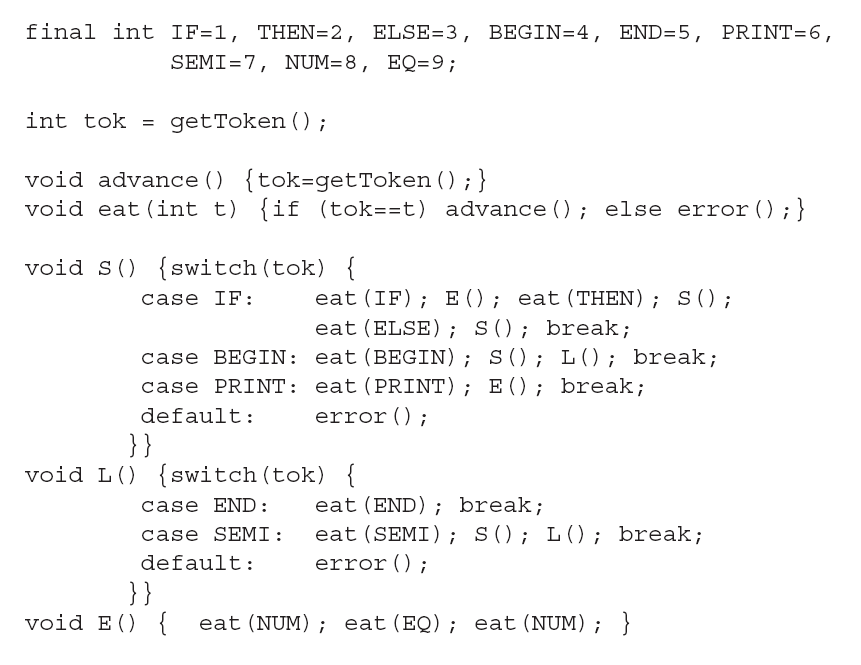 final int IF=1, THEN=2, ELSE=3, BEGIN=4, END=5, PRINT=6,
          SEMI=7, NUM=8, EQ=9;

int tok = getToken();

void advance() {tok=getToken();}
void eat(int t) {if (tok==t) advance(); else error();}

void S() {switch(tok) {
        case IF:    eat(IF); E(); eat(THEN); S();
                    eat(ELSE); S(); break;
        case BEGIN: eat(BEGIN); S(); L(); break;
        case PRINT: eat(PRINT); E(); break;
        default:    error();
       }}
void L() {switch(tok) {
        case END:   eat(END); break;
        case SEMI:  eat(SEMI); S(); L(); break;
        default:    error();
       }}
void E() {  eat(NUM); eat(EQ); eat(NUM); }